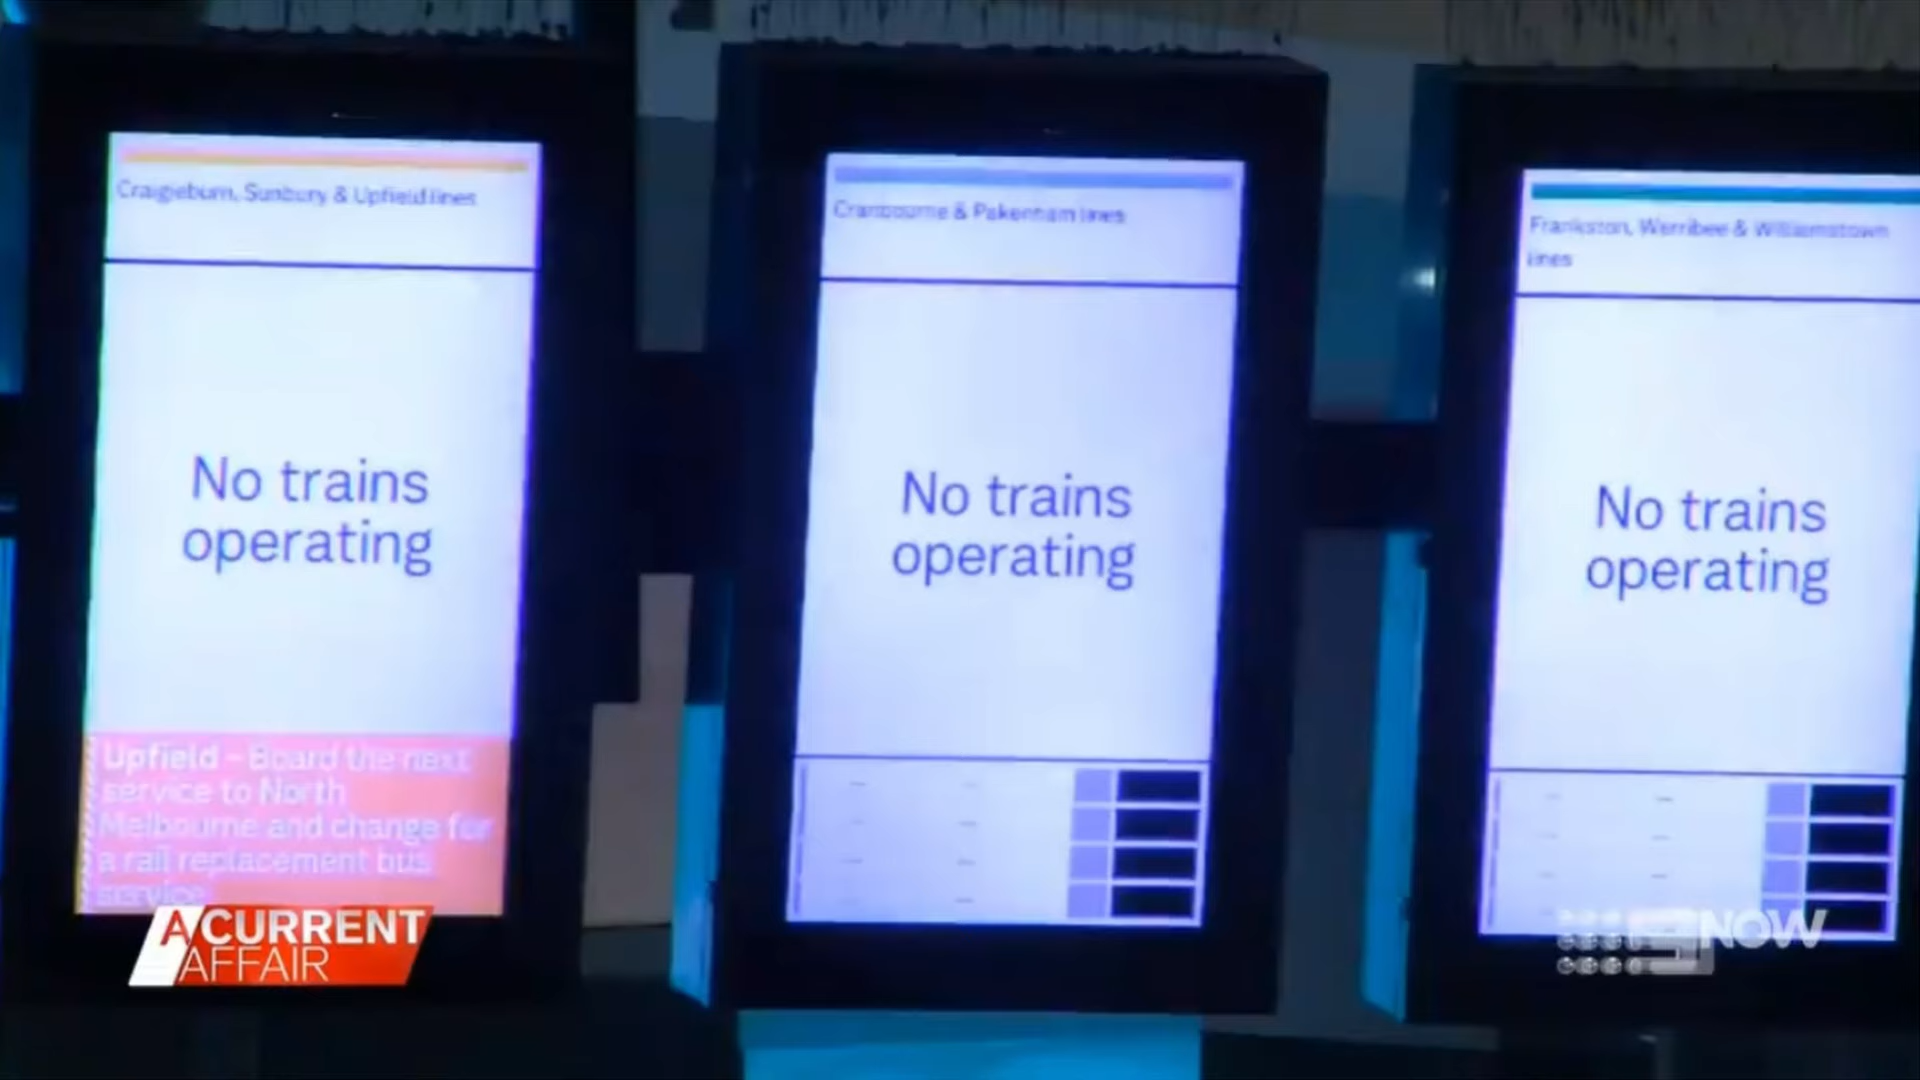 Craigieburn, Sunbury & Upfield lines
No trains
operating
Upfield – Board the next
service to North
Melbourne and change for
a rail replacement bus
service.
Cranbourne & Pakenham lines
No trains
operating
Frankston, Werribee & Williamstown
lines
No trains
operating
A CURRENT
AFFAIR
9NOW